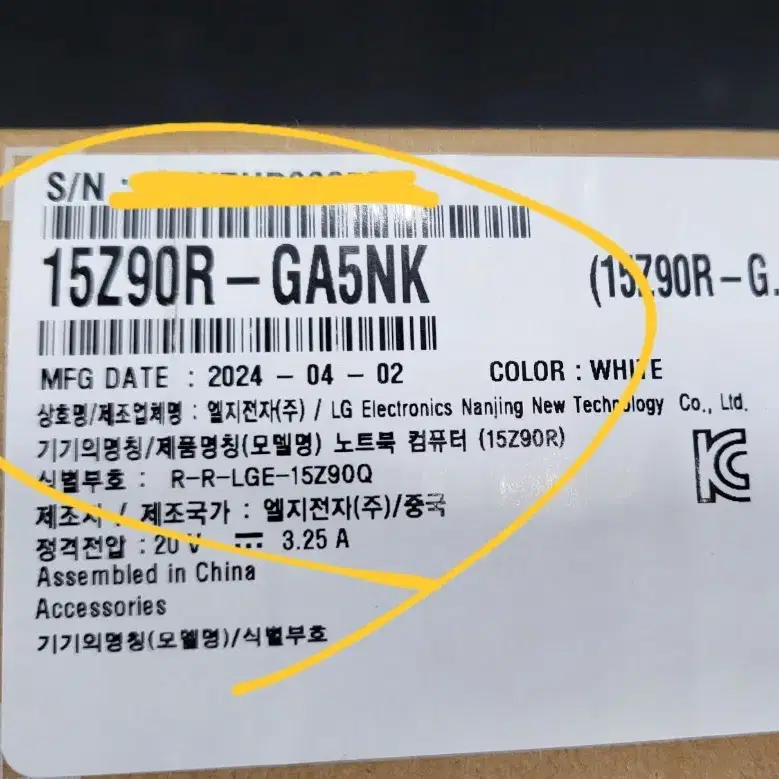 S/N :
15Z90R-GA5NK (15Z90R-G.
MFG DATE : 2024 - 04 - 02 COLOR : WHITE
상호명/제조업체명 : 엘지전자(주) / LG Electronics Nanjing New Technology Co., Ltd.
기기의명칭/제품명칭(모델명) 노트북 컴퓨터 (15Z90R)
식별부호 : R-R-LGE-15Z90Q
제조자 / 제조국가 : 엘지전자(주)/중국
정격전압 : 20 V ⎓ 3.25 A
Assembled in China
Accessories
기기의명칭(모델명)/식별부호